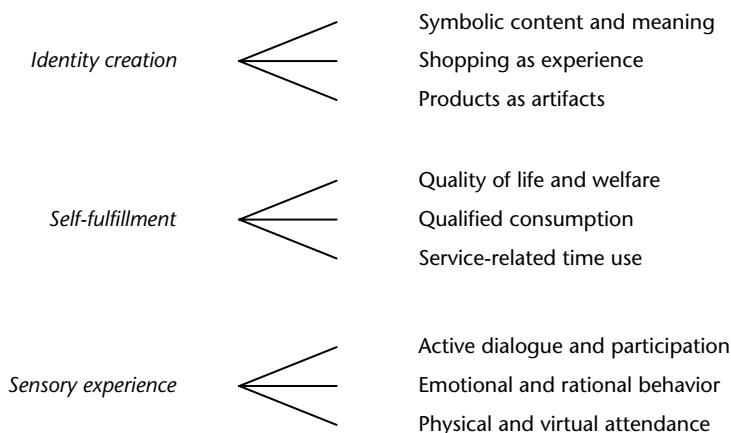 Symbolic content and meaning
Identity creation
Shopping as experience
Products as artifacts
Quality of life and welfare
Self-fulfillment
Qualified consumption
Service-related time use
Active dialogue and participation
Sensory experience
Emotional and rational behavior
Physical and virtual attendance